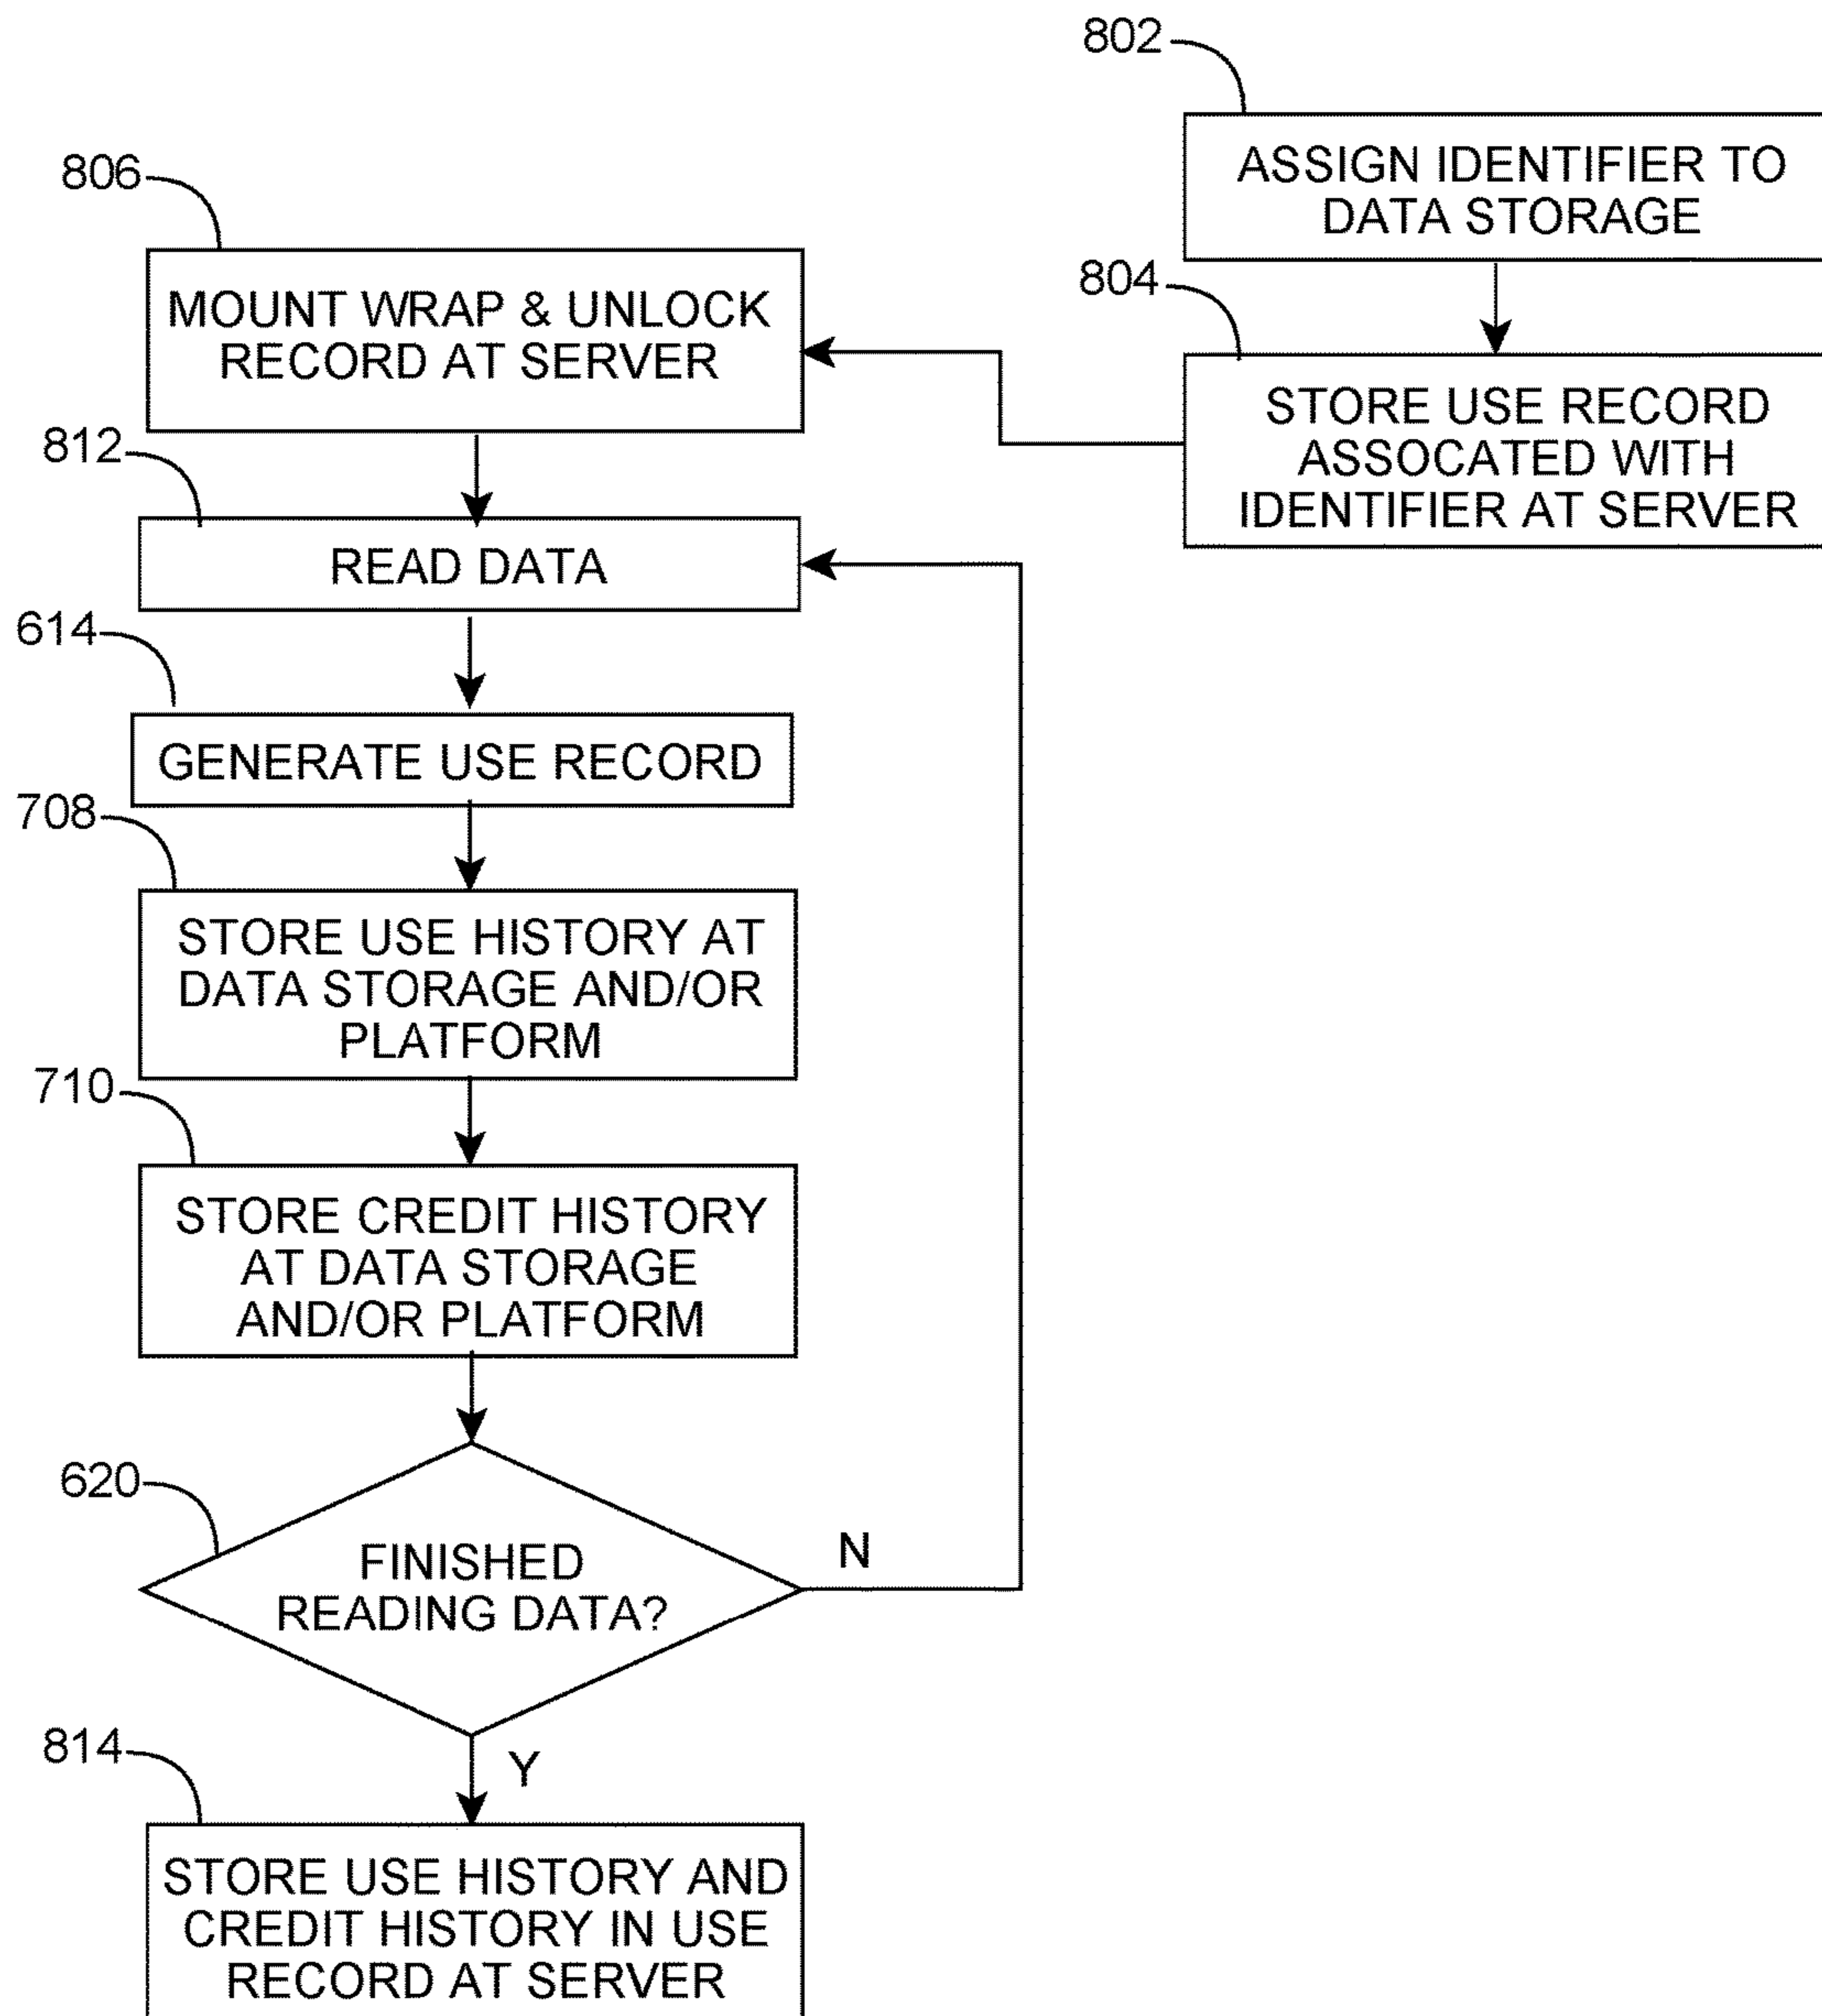 802
ASSIGN IDENTIFIER TO
DATA STORAGE
804
STORE USE RECORD
ASSOCATED WITH
IDENTIFIER AT SERVER
806
MOUNT WRAP & UNLOCK
RECORD AT SERVER
812
READ DATA
614
GENERATE USE RECORD
708
STORE USE HISTORY AT
DATA STORAGE AND/OR
PLATFORM
710
STORE CREDIT HISTORY
AT DATA STORAGE
AND/OR PLATFORM
620
FINISHED
READING DATA?
N
Y
814
STORE USE HISTORY AND
CREDIT HISTORY IN USE
RECORD AT SERVER